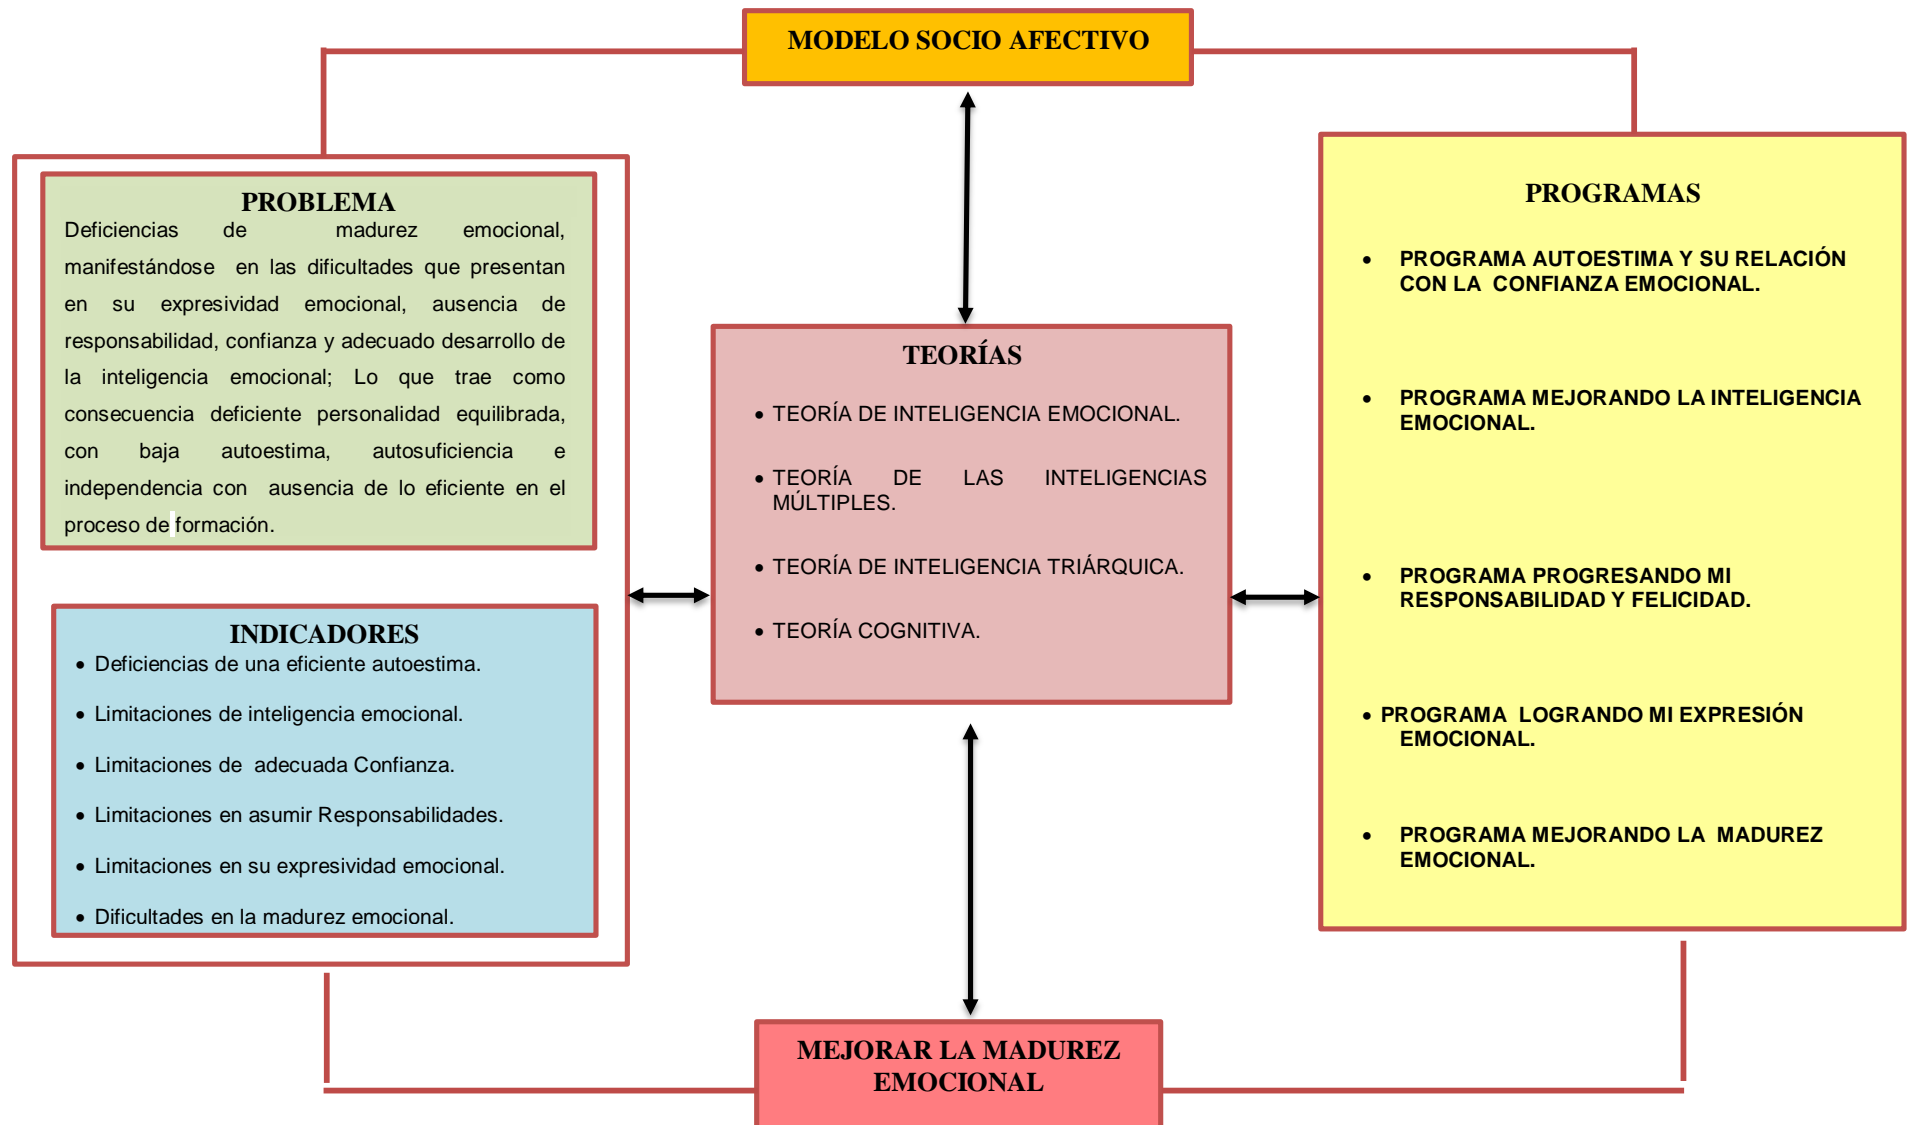 MODELO SOCIO AFECTIVO
PROBLEMA
Deficiencias de madurez emocional,
manifestándose en las dificultades que presentan
en su expresividad emocional, ausencia de
responsabilidad, confianza y adecuado desarrollo de
la inteligencia emocional; Lo que trae como
consecuencia deficiente personalidad equilibrada,
con baja autoestima, autosuficiencia e
independencia con ausencia de lo eficiente en el
proceso de formación.
INDICADORES
• Deficiencias de una eficiente autoestima.
• Limitaciones de inteligencia emocional.
• Limitaciones de adecuada Confianza.
• Limitaciones en asumir Responsabilidades.
• Limitaciones en su expresividad emocional.
• Dificultades en la madurez emocional.
TEORÍAS
• TEORÍA DE INTELIGENCIA EMOCIONAL.
• TEORÍA DE LAS INTELIGENCIAS
MÚLTIPLES.
• TEORÍA DE INTELIGENCIA TRIÁRQUICA.
• TEORÍA COGNITIVA.
PROGRAMAS
• PROGRAMA AUTOESTIMA Y SU RELACIÓN
CON LA CONFIANZA EMOCIONAL.
• PROGRAMA MEJORANDO LA INTELIGENCIA
EMOCIONAL.
• PROGRAMA PROGRESANDO MI
RESPONSABILIDAD Y FELICIDAD.
• PROGRAMA LOGRANDO MI EXPRESIÓN
EMOCIONAL.
• PROGRAMA MEJORANDO LA MADUREZ
EMOCIONAL.
MEJORAR LA MADUREZ
EMOCIONAL